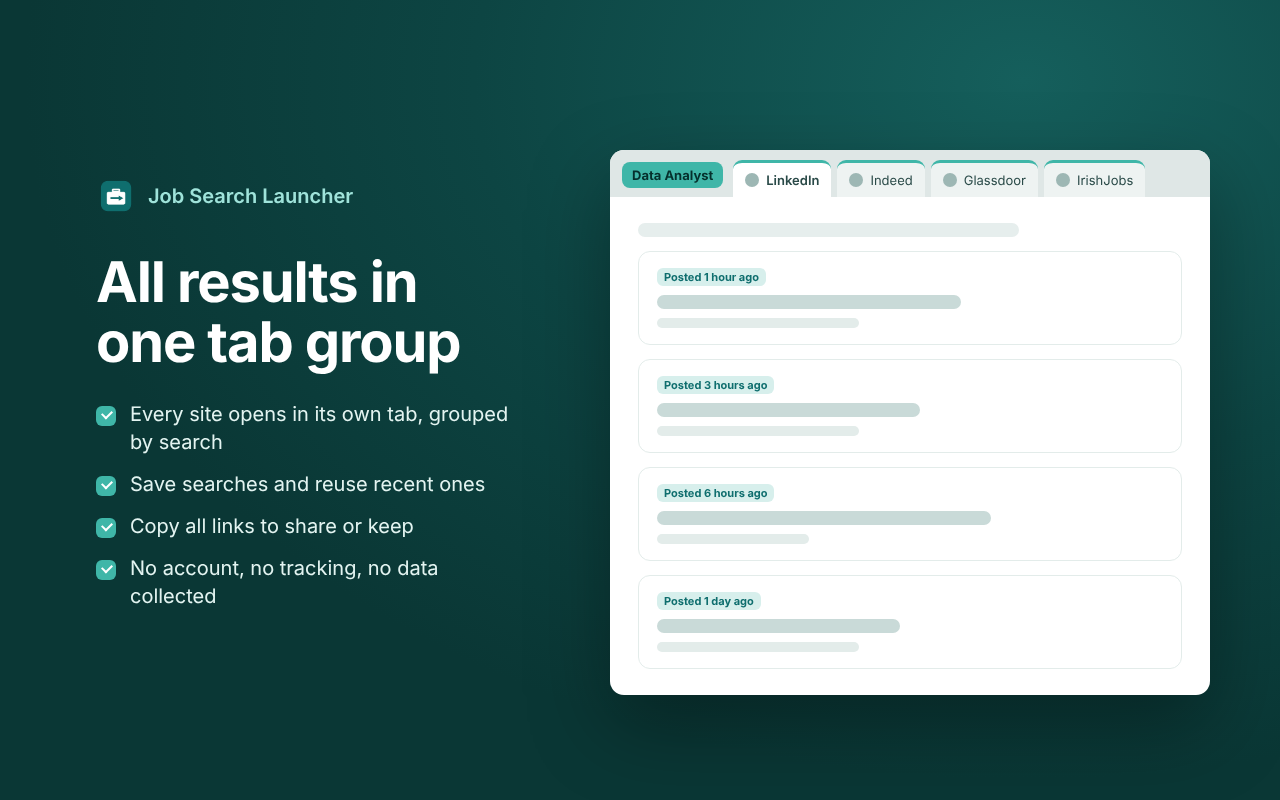 Job Search Launcher
All results in
one tab group
Every site opens in its own tab, grouped
by search
Save searches and reuse recent ones
Copy all links to share or keep
No account, no tracking, no data
collected
Data Analyst
LinkedIn
Indeed
Glassdoor
IrishJobs
Posted 1 hour ago
Posted 3 hours ago
Posted 6 hours ago
Posted 1 day ago